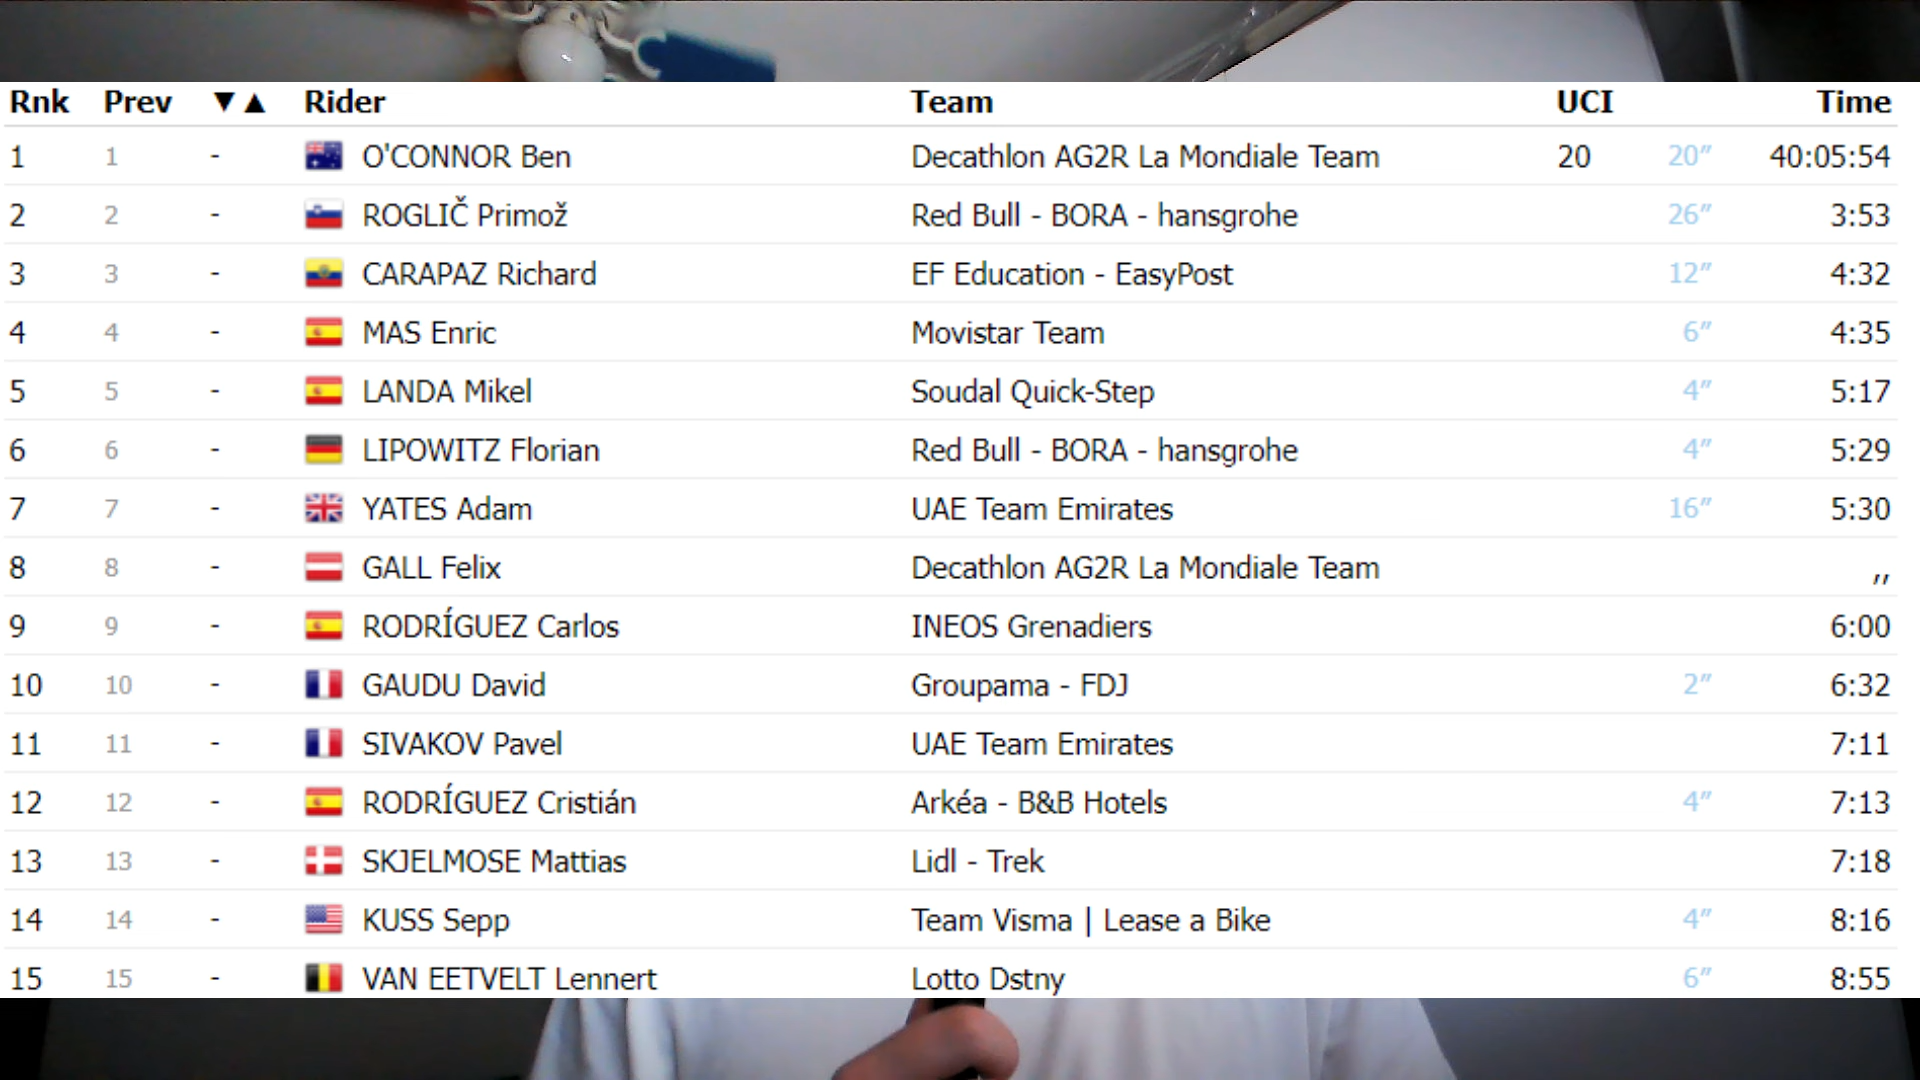 Rnk Prev ▼▲ Rider Team UCI Time
1 1 - O'CONNOR Ben Decathlon AG2R La Mondiale Team 20 20″ 40:05:54
2 2 - ROGLIČ Primož Red Bull - BORA - hansgrohe 26″ 3:53
3 3 - CARAPAZ Richard EF Education - EasyPost 12″ 4:32
4 4 - MAS Enric Movistar Team 6″ 4:35
5 5 - LANDA Mikel Soudal Quick-Step 4″ 5:17
6 6 - LIPOWITZ Florian Red Bull - BORA - hansgrohe 4″ 5:29
7 7 - YATES Adam UAE Team Emirates 16″ 5:30
8 8 - GALL Felix Decathlon AG2R La Mondiale Team ,,
9 9 - RODRÍGUEZ Carlos INEOS Grenadiers 6:00
10 10 - GAUDU David Groupama - FDJ 2″ 6:32
11 11 - SIVAKOV Pavel UAE Team Emirates 7:11
12 12 - RODRÍGUEZ Cristián Arkéa - B&B Hotels 4″ 7:13
13 13 - SKJELMOSE Mattias Lidl - Trek 7:18
14 14 - KUSS Sepp Team Visma | Lease a Bike 4″ 8:16
15 15 - VAN EETVELT Lennert Lotto Dstny 6″ 8:55